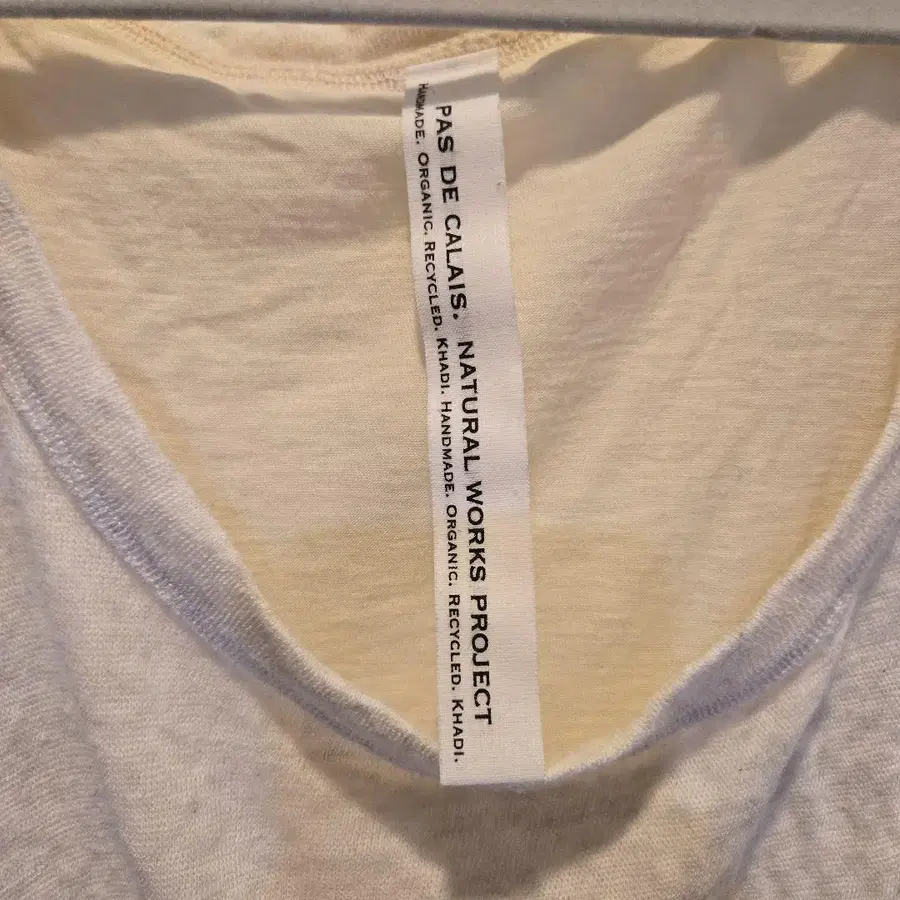 PAS DE CALAIS. NATURAL WORKS PROJECT
HANDMADE. ORGANIC. RECYCLED. KHADI. HANDMADE. ORGANIC. RECYCLED. KHADI.